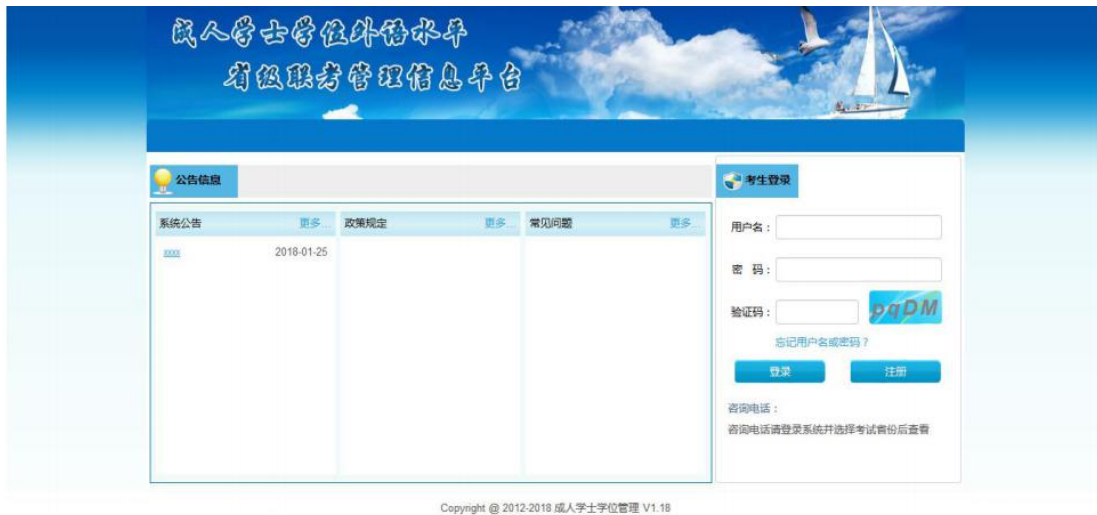 成人学士学位外语水平
省级联考管理信息平台
公告信息
系统公告 更多...
xxxx 2018-01-25
政策规定 更多...
常见问题 更多...
考生登录
用户名：
密 码：
验证码： pqDM
忘记用户名或密码？
登录 注册
咨询电话：
咨询电话请登录系统并选择考试省份后查看
Copyright @ 2012-2018 成人学士学位管理 V1.18